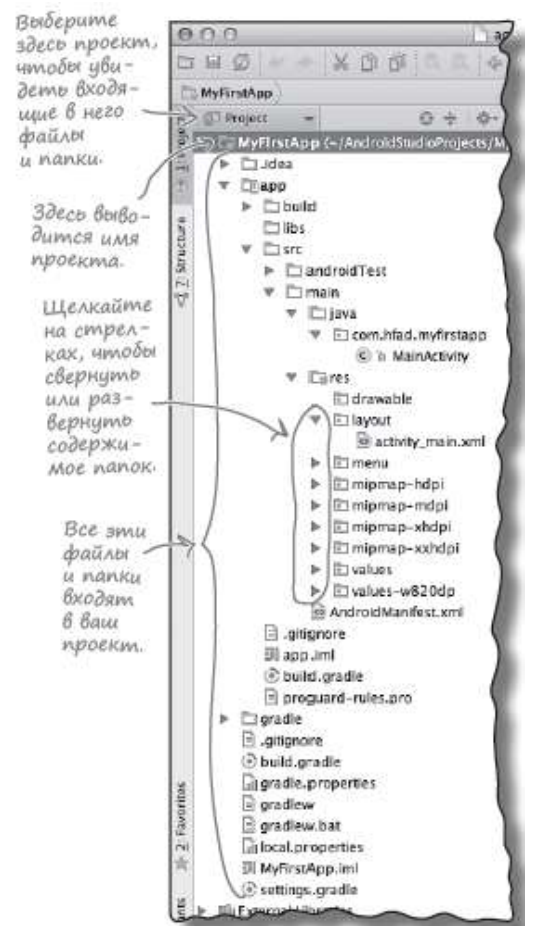 Выберите
здесь проект,
чтобы уви-
деть входя-
щие в него
файлы
и папки.
Здесь выво-
дится имя
проекта.
Щелкайте
на стрел-
ках, чтобы
свернуть
или раз-
вернуть
содержи-
мое папок.
Все эти
файлы
и папки
входят
в ваш
проект.
MyFirstApp
Project
MyFirstApp (~/AndroidStudioProjects/M
.idea
app
build
libs
src
androidTest
main
java
com.hfad.myfirstapp
MainActivity
res
drawable
layout
activity_main.xml
menu
mipmap-hdpi
mipmap-mdpi
mipmap-xhdpi
mipmap-xxhdpi
values
values-w820dp
AndroidManifest.xml
.gitignore
app.iml
build.gradle
proguard-rules.pro
gradle
.gitignore
build.gradle
gradle.properties
gradlew
gradlew.bat
local.properties
MyFirstApp.iml
settings.gradle
External Libraries
7: Structure
2: Favorites